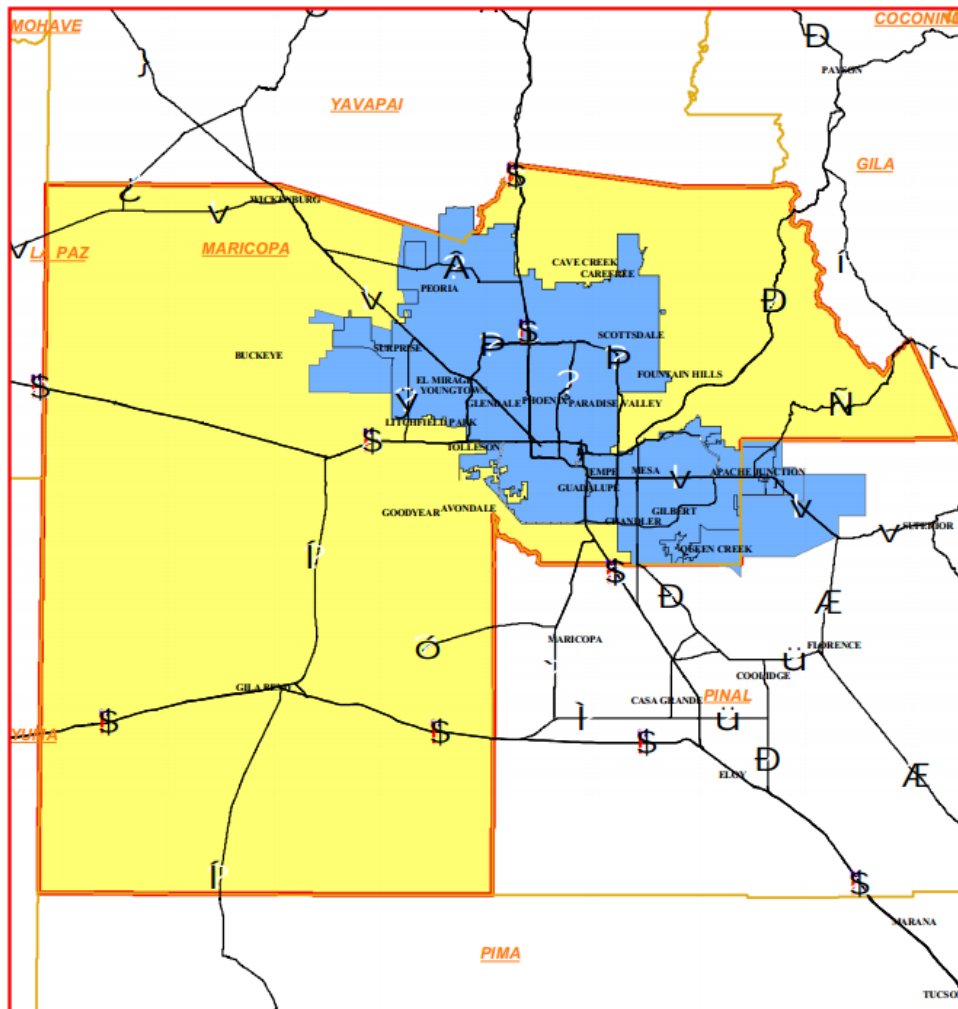 MOHAVE
COCONIN
Ð
PAYSON
YAVAPAI
GILA
$
¿
WICKENBURG
V
V
LA PAZ
MARICOPA
Í
Â
CAVE CREEK
CAREFREE
PEORIA
V
Ð
$
SCOTTSDALE
Þ
Þ
SURPRISE
BUCKEYE
Í
FOUNTAIN HILLS
?
EL MIRAGE
YOUNGTOWN
$
V
GLENDALE
PHOENIX
PARADISE VALLEY
Ñ
LITCHFIELD PARK
$
TOLLESON
TEMPE
MESA
APACHE JUNCTION
V
GUADALUPE
GOODYEAR
AVONDALE
GILBERT
V
CHANDLER
SUPERIOR
V
QUEEN CREEK
Í
$
Ð
Æ
MARICOPA
Ó
FLORENCE
ü
COOLIDGE
Ì
GILA BEND
CASA GRANDE
PINAL
YUMA
$
$
Ì
ü
$
Ð
ELOY
Æ
Í
$
MARANA
PIMA
TUCSO